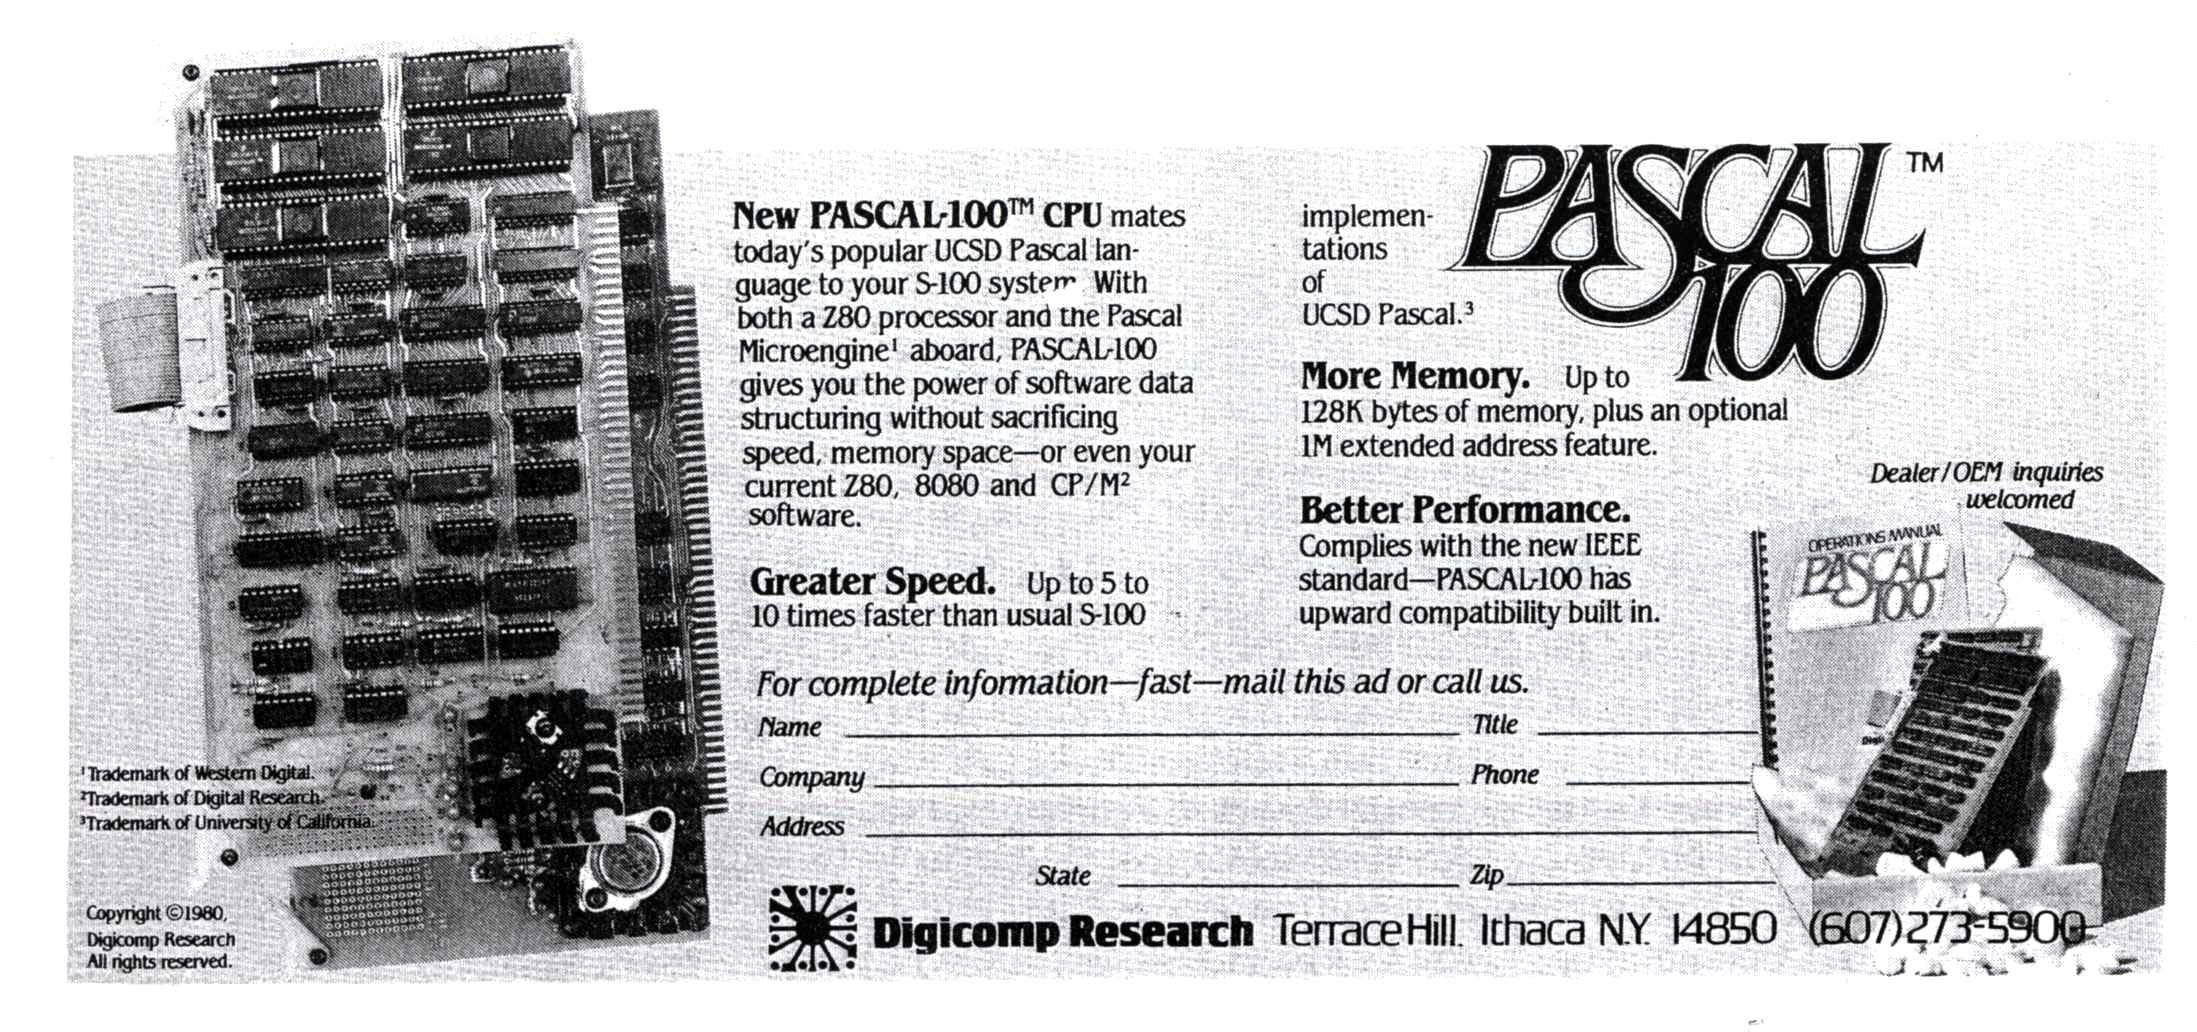 PASCAL
100
TM
New PASCAL-100™ CPU mates
today's popular UCSD Pascal lan-
guage to your S-100 system. With
both a Z80 processor and the Pascal
Microengine¹ aboard, PASCAL-100
gives you the power of software data
structuring without sacrificing
speed, memory space—or even your
current Z80, 8080 and CP/M²
software.
Greater Speed. Up to 5 to
10 times faster than usual S-100
implemen-
tations
of
UCSD Pascal.³
More Memory. Up to
128K bytes of memory, plus an optional
1M extended address feature.
Better Performance.
Complies with the new IEEE
standard—PASCAL-100 has
upward compatibility built in.
Dealer/OEM inquiries
welcomed
OPERATIONS MANUAL
PASCAL
100
For complete information—fast—mail this ad or call us.
Name Title
Company Phone
Address
State Zip
¹Trademark of Western Digital.
²Trademark of Digital Research.
³Trademark of University of California.
Copyright ©1980,
Digicomp Research
All rights reserved.
Digicomp Research Terrace Hill. Ithaca N.Y. 14850 (607)273-5900